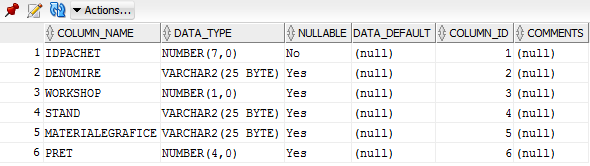 Actions...
COLUMN_NAME DATA_TYPE NULLABLE DATA_DEFAULT COLUMN_ID COMMENTS
1 IDPACHET NUMBER(7,0) No (null) 1 (null)
2 DENUMIRE VARCHAR2(25 BYTE) Yes (null) 2 (null)
3 WORKSHOP NUMBER(1,0) Yes (null) 3 (null)
4 STAND VARCHAR2(25 BYTE) Yes (null) 4 (null)
5 MATERIALEGRAFICE VARCHAR2(25 BYTE) Yes (null) 5 (null)
6 PRET NUMBER(4,0) Yes (null) 6 (null)